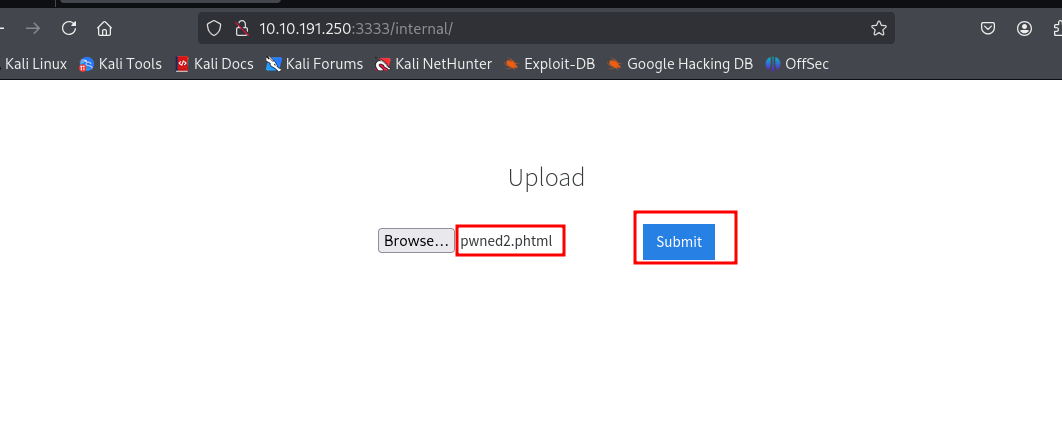 10.10.191.250:3333/internal/
Kali Linux Kali Tools Kali Docs Kali Forums Kali NetHunter Exploit-DB Google Hacking DB OffSec
Upload
Browse... pwned2.phtml Submit